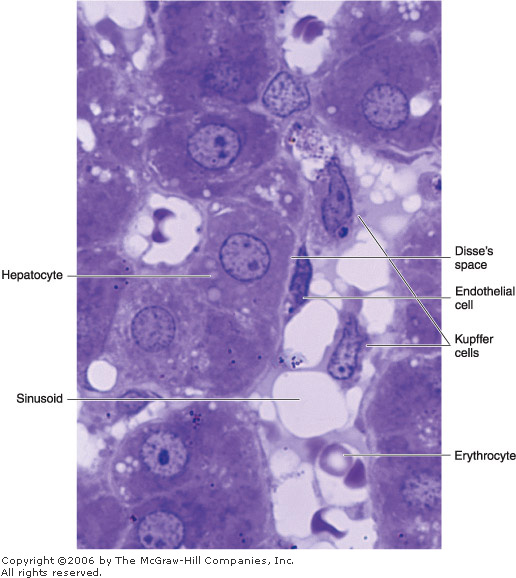 Disse's
space
Hepatocyte
Endothelial
cell
Kupffer
cells
Sinusoid
Erythrocyte
Copyright ©2006 by The McGraw-Hill Companies, Inc.
All rights reserved.